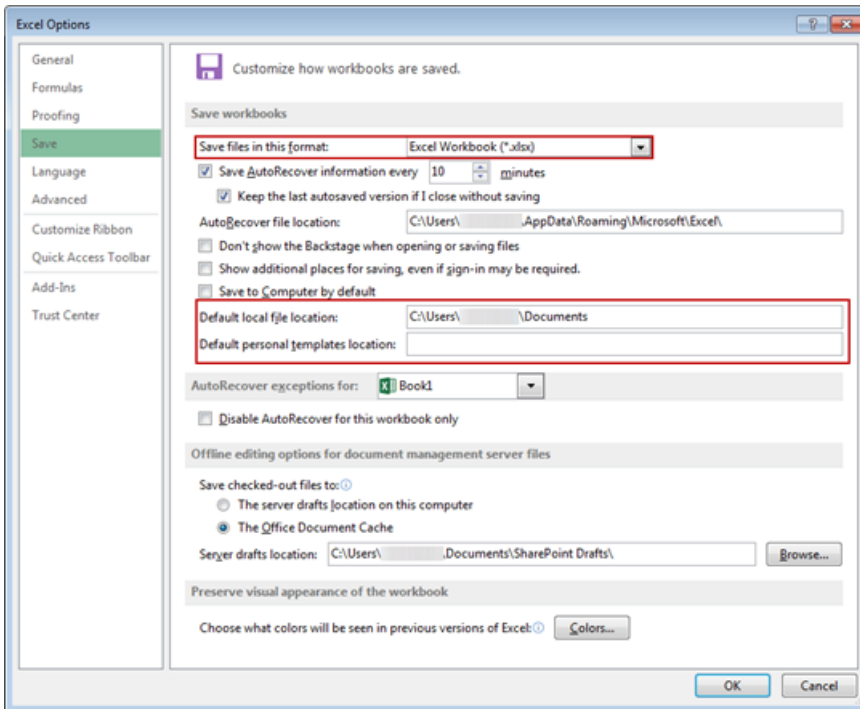 Excel Options
General
Formulas
Proofing
Save
Language
Advanced
Customize Ribbon
Quick Access Toolbar
Add-Ins
Trust Center
Customize how workbooks are saved.
Save workbooks
Save files in this format: Excel Workbook (*.xlsx)
Save AutoRecover information every 10 minutes
Keep the last autosaved version if I close without saving
AutoRecover file location: C:\Users\ .AppData\Roaming\Microsoft\Excel\
Don't show the Backstage when opening or saving files
Show additional places for saving, even if sign-in may be required.
Save to Computer by default
Default local file location: C:\Users\ \Documents
Default personal templates location:
AutoRecover exceptions for: Book1
Disable AutoRecover for this workbook only
Offline editing options for document management server files
Save checked-out files to:
The server drafts location on this computer
The Office Document Cache
Server drafts location: C:\Users\ .Documents\SharePoint Drafts\ Browse...
Preserve visual appearance of the workbook
Choose what colors will be seen in previous versions of Excel: Colors...
OK Cancel